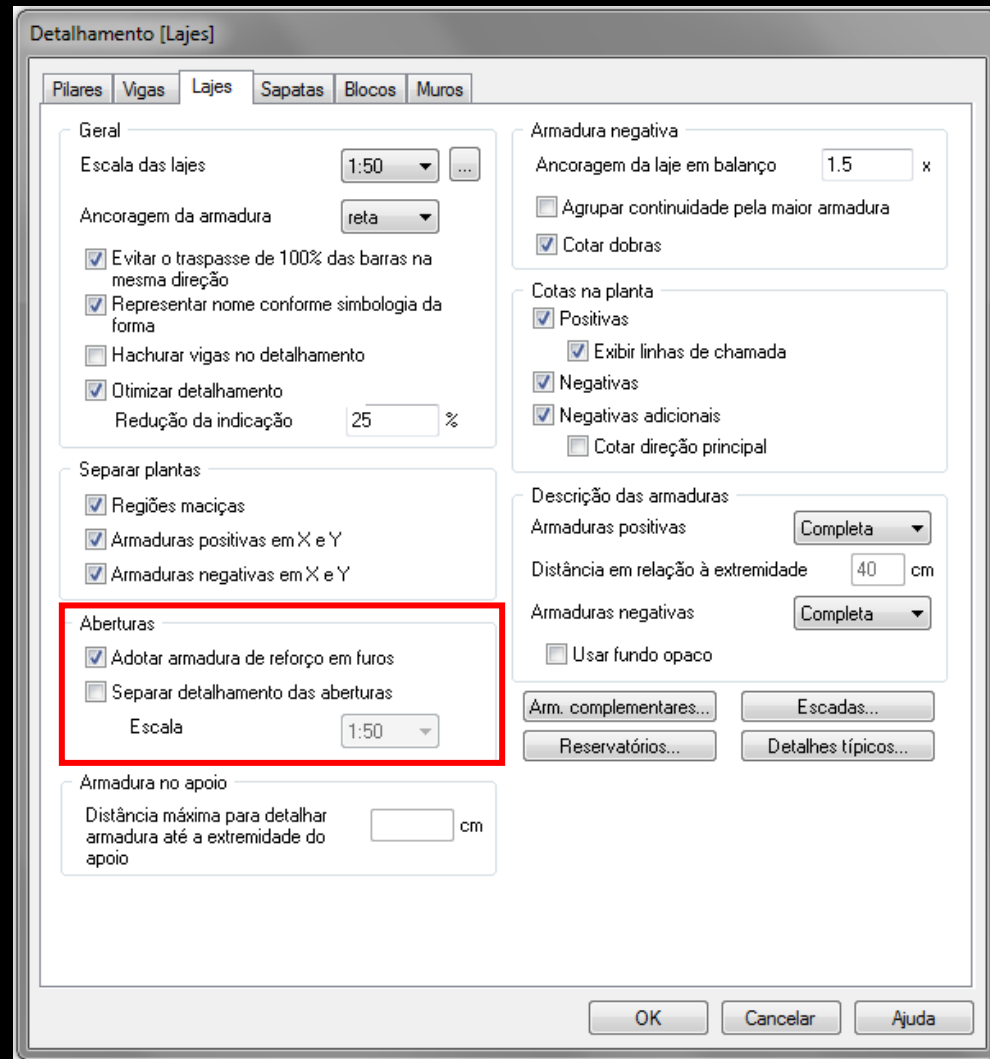 Detalhamento [Lajes]
Pilares Vigas Lajes Sapatas Blocos Muros
Geral
Escala das lajes 1:50 ...
Ancoragem da armadura reta
Evitar o traspasse de 100% das barras na
mesma direção
Representar nome conforme simbologia da
forma
Hachurar vigas no detalhamento
Otimizar detalhamento
Redução da indicação 25 %
Separar plantas
Regiões maciças
Armaduras positivas em X e Y
Armaduras negativas em X e Y
Aberturas
Adotar armadura de reforço em furos
Separar detalhamento das aberturas
Escala 1:50
Armadura no apoio
Distância máxima para detalhar
armadura até a extremidade do
apoio
cm
Armadura negativa
Ancoragem da laje em balanço 1.5 x
Agrupar continuidade pela maior armadura
Cotar dobras
Cotas na planta
Positivas
Exibir linhas de chamada
Negativas
Negativas adicionais
Cotar direção principal
Descrição das armaduras
Armaduras positivas Completa
Distância em relação à extremidade 40 cm
Armaduras negativas Completa
Usar fundo opaco
Arm. complementares... Escadas...
Reservatórios... Detalhes típicos...
OK Cancelar Ajuda